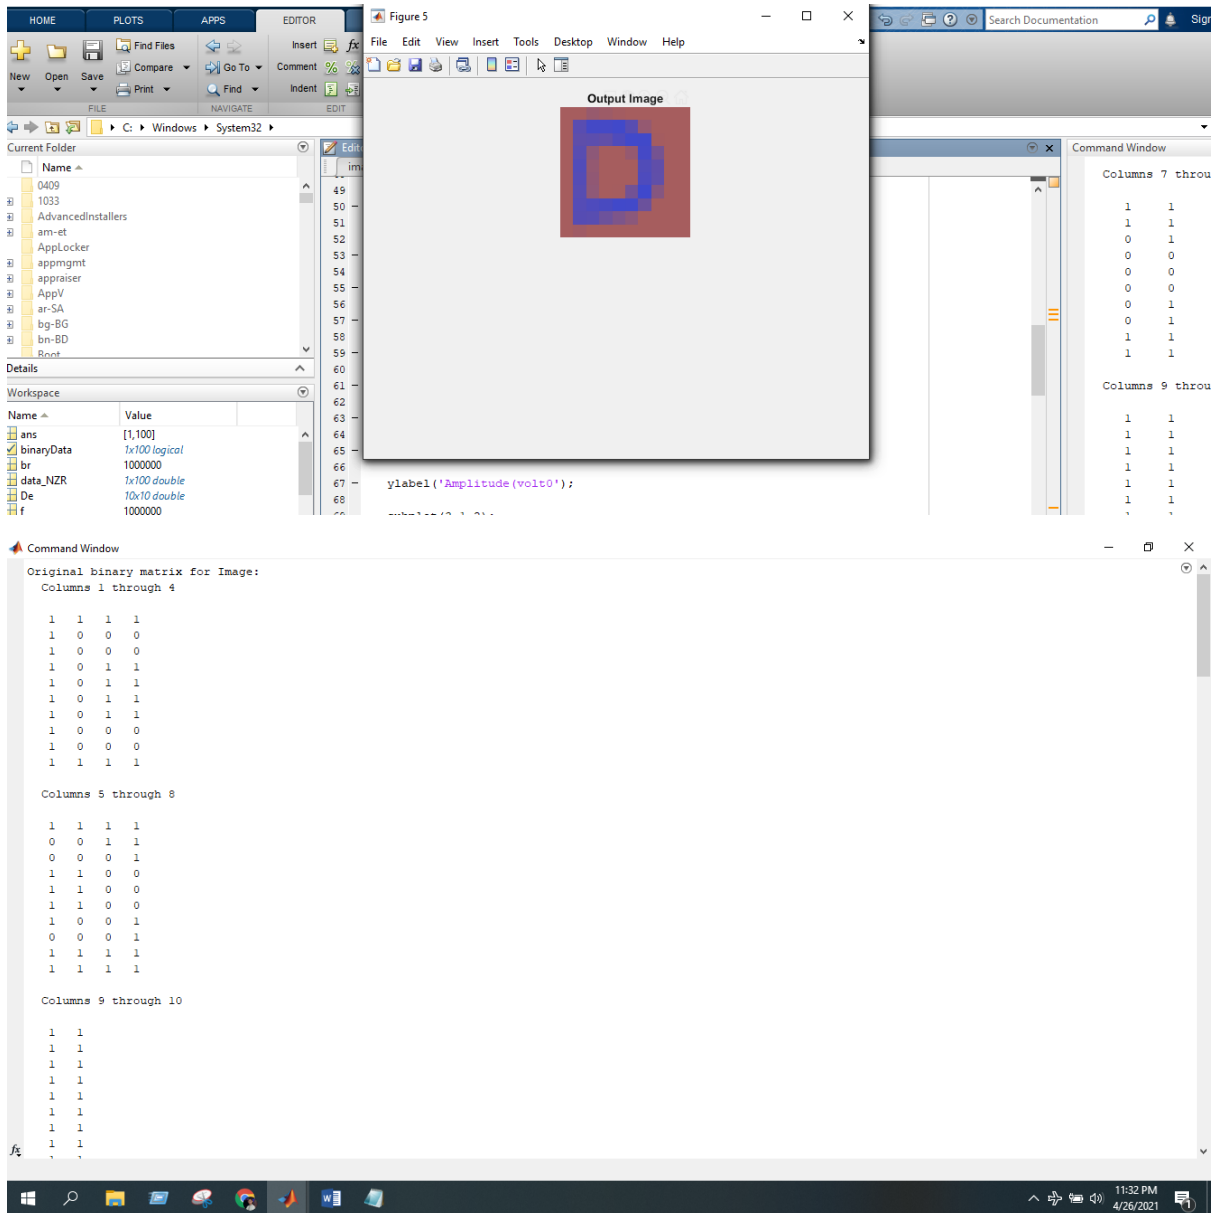 HOME PLOTS APPS EDITOR
Figure 5
Search Documentation
File Edit View Insert Tools Desktop Window Help
New Open Save
Find Files
Compare
Print
Go To
Find
Insert fx
Comment
Indent
FILE NAVIGATE EDIT
C: Windows System32
Output Image
Current Folder
Name
0409
1033
AdvancedInstallers
am-et
AppLocker
appmgmt
appraiser
AppV
ar-SA
bg-BG
bn-BD
Boot
Details
Workspace
Name Value
ans [1,100]
binaryData 1x100 logical
br 1000000
data_NZR 1x100 double
De 10x10 double
f 1000000
49
50 -
51
52
53 -
54
55 -
56
57 -
58
59 -
60
61 -
62
63 -
64
65 -
66
67 - ylabel('Amplitude(volt0');
68
Command Window
Columns 7 throu
1 1
1 1
0 1
0 0
0 0
0 0
0 1
0 1
1 1
1 1
Columns 9 throu
1 1
1 1
1 1
1 1
1 1
1 1
Command Window
Original binary matrix for Image:
Columns 1 through 4
1 1 1 1
1 0 0 0
1 0 0 0
1 0 1 1
1 0 1 1
1 0 1 1
1 0 1 1
1 0 0 0
1 0 0 0
1 1 1 1
Columns 5 through 8
1 1 1 1
0 0 1 1
0 0 0 1
1 1 0 0
1 1 0 0
1 1 0 0
1 0 0 1
0 0 0 1
1 1 1 1
1 1 1 1
Columns 9 through 10
1 1
1 1
1 1
1 1
1 1
1 1
1 1
1 1
fx
11:32 PM
4/26/2021